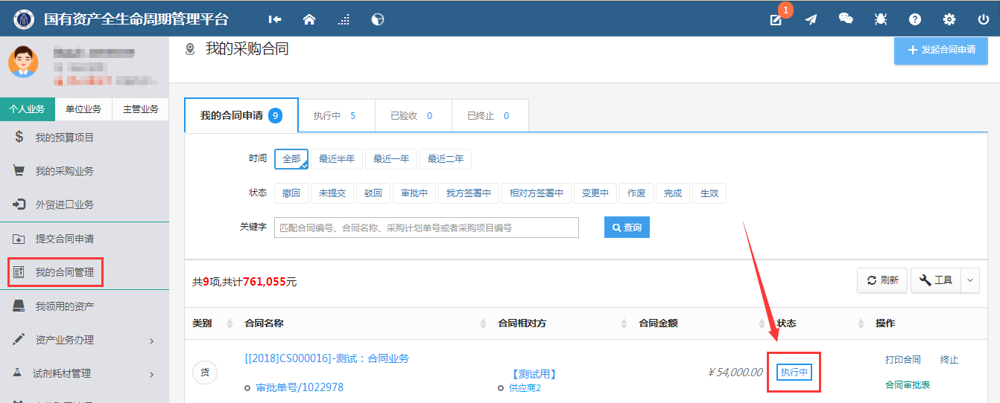 国有资产全生命周期管理平台
1
我的采购合同
+ 发起合同申请
个人业务 单位业务 主管业务
我的预算项目
我的采购业务
外贸进口业务
提交合同申请
我的合同管理
我领用的资产
资产业务办理
试剂耗材管理
我的合同申请 9 执行中 5 已验收 0 已终止 0
时间 全部 最近半年 最近一年 最近二年
状态 撤回 未提交 驳回 审批中 我方签署中 相对方签署中 变更中 作废 完成 生效
关键字 匹配合同编号、合同名称、采购计划单号或者采购项目编号 查询
共9项,共计761,055元 刷新 工具
类别 合同名称 合同相对方 合同金额 状态 操作
货 [[2018]CS000016]-测试：合同业务 【测试用】 ¥54,000.00 执行中 打印合同 终止
审批单号/1022978 供应商2 合同审批表